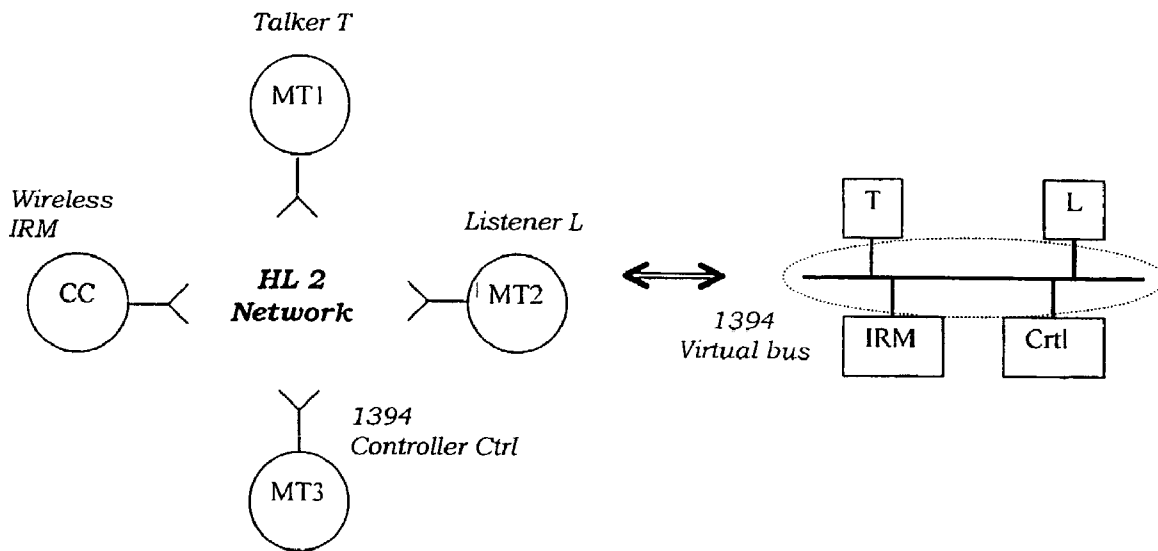 Talker T
MT1
Wireless
IRM
CC
HL 2
Network
Listener L
MT2
1394
Controller Ctrl
MT3
T
L
1394
Virtual bus
IRM
Crtl